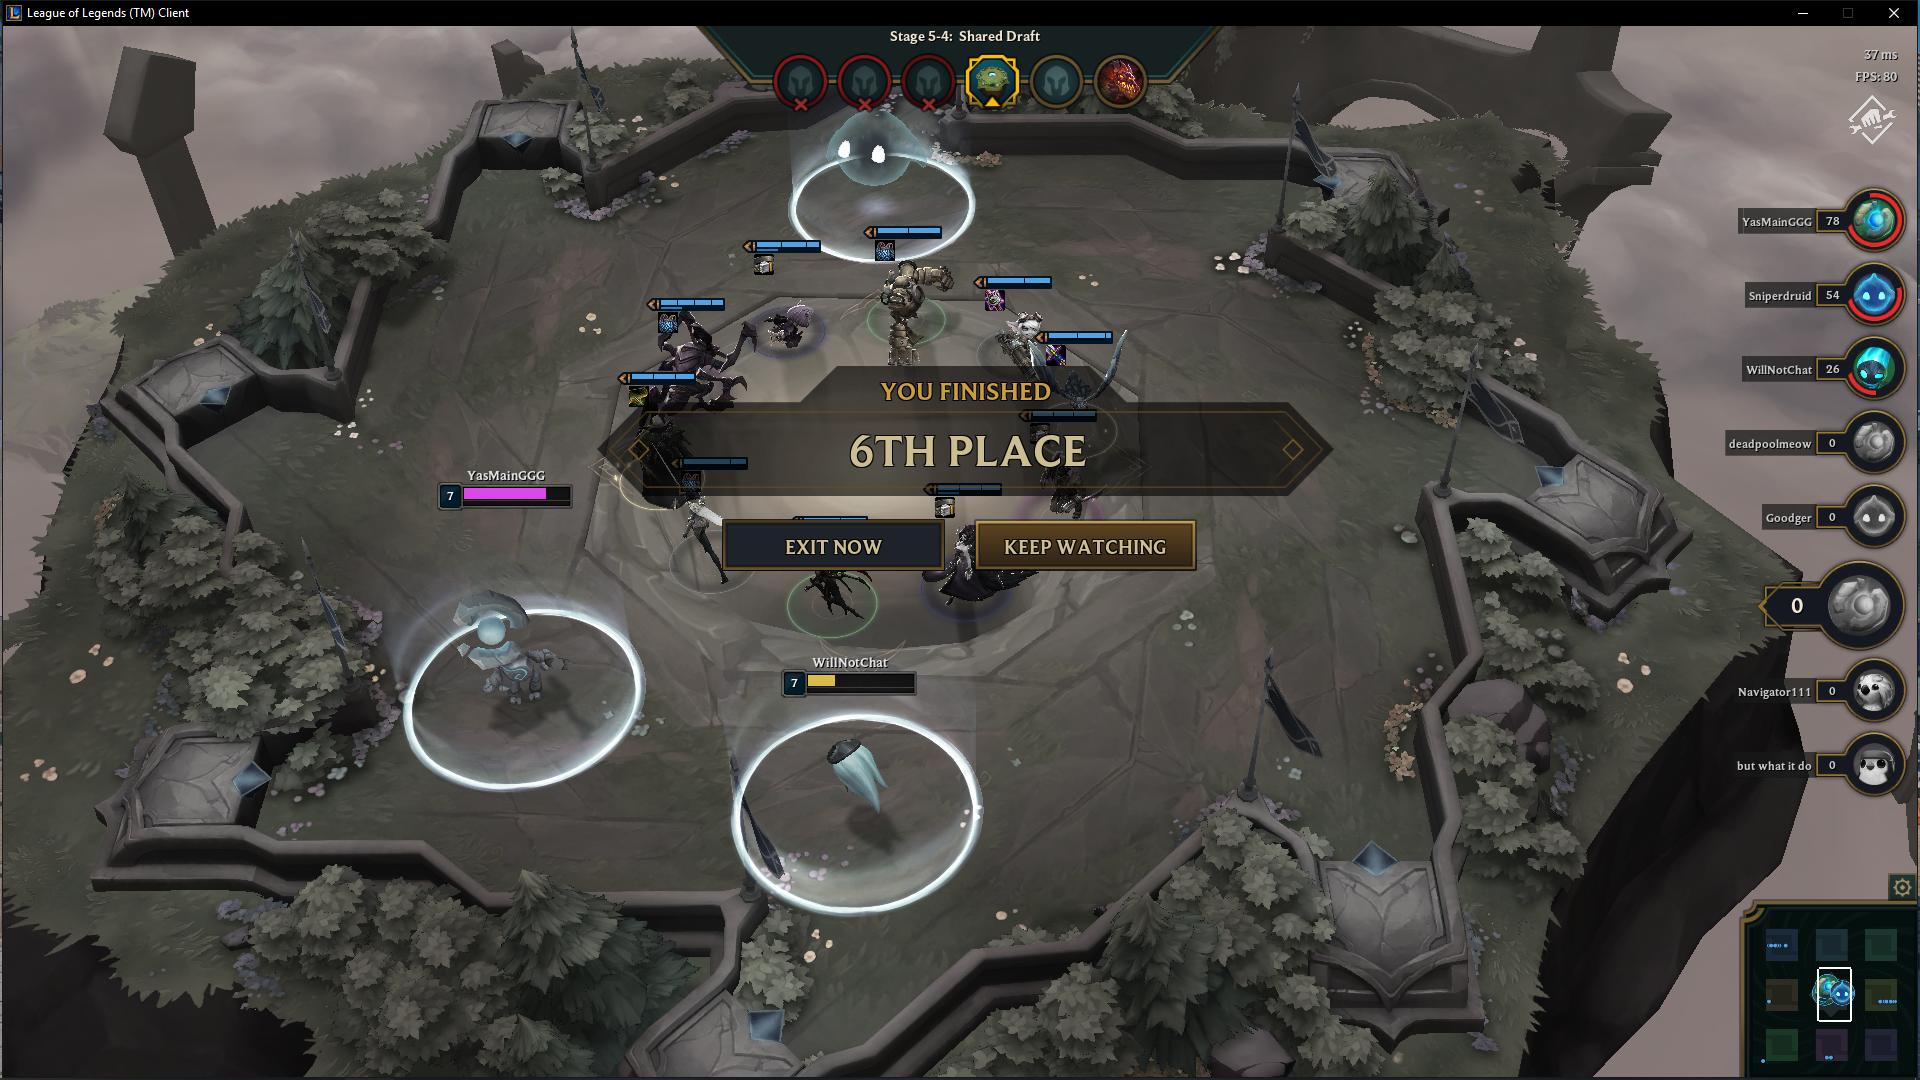 League of Legends (TM) Client
Stage 5-4: Shared Draft
37 ms
FPS: 80
YasMainGGG 78
Sniperdruid 54
WillNotChat 26
YOU FINISHED
6TH PLACE
deadpoolmeow 0
YasMainGGG
7
Goodger 0
EXIT NOW
KEEP WATCHING
0
WillNotChat
7
Navigator111 0
but what it do 0